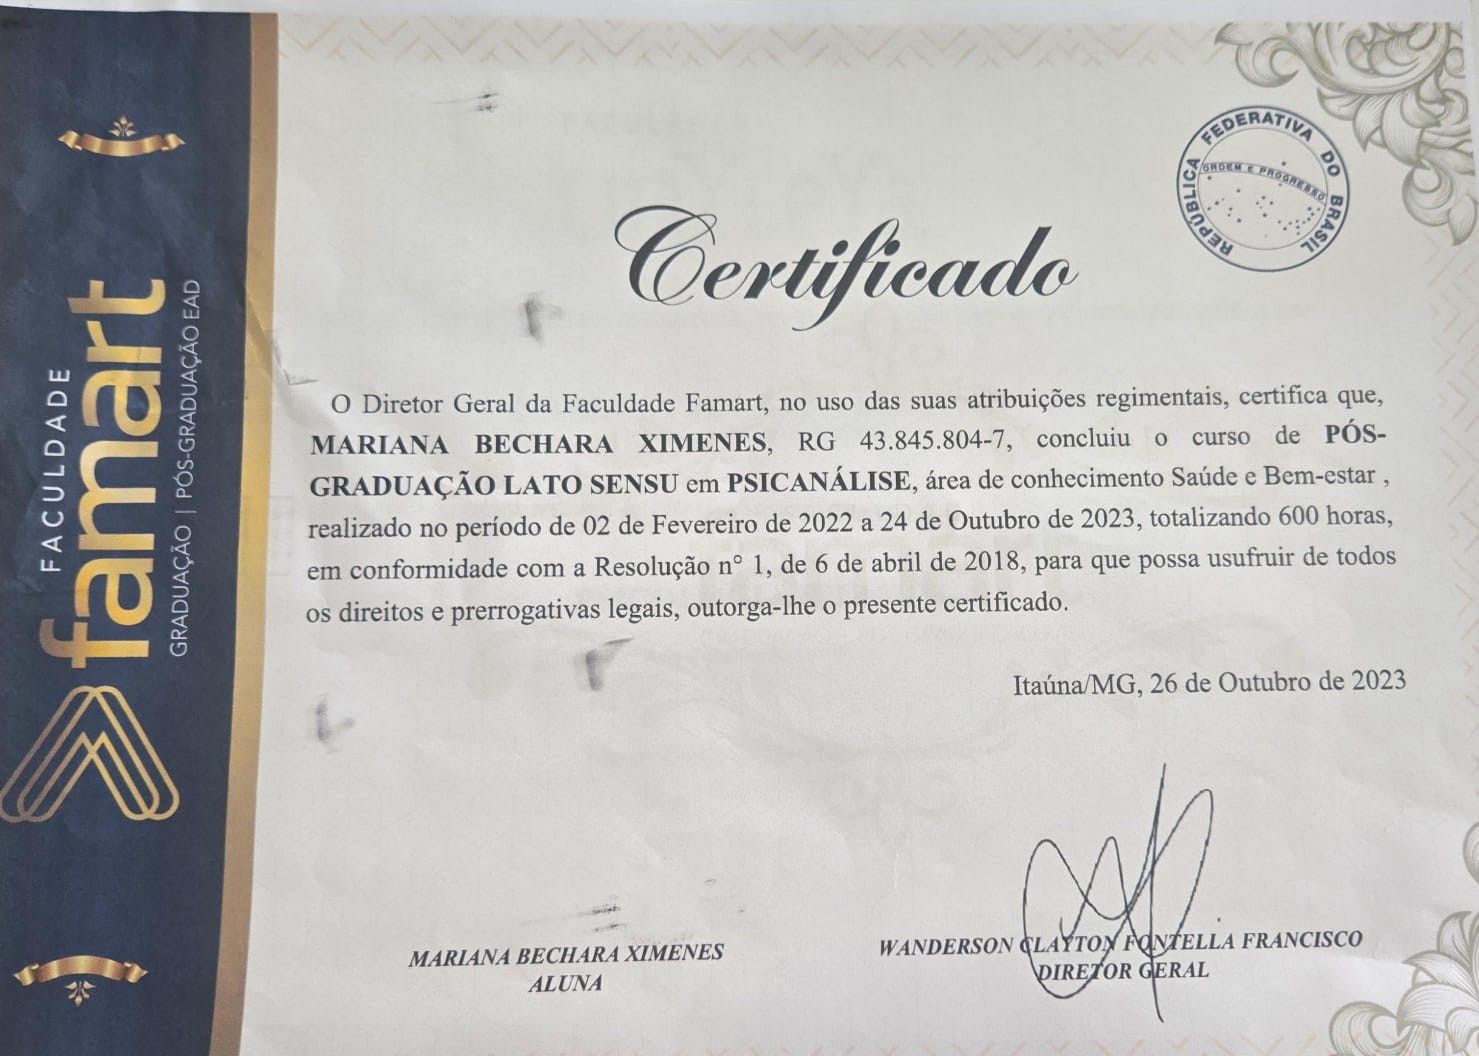 FACULDADE
famart
GRADUAÇÃO | PÓS-GRADUAÇÃO EAD
REPÚBLICA FEDERATIVA DO BRASIL
ORDEM E PROGRESSO
Certificado
O Diretor Geral da Faculdade Famart, no uso das suas atribuições regimentais, certifica que,
MARIANA BECHARA XIMENES, RG 43.845.804-7, concluiu o curso de PÓS-
GRADUAÇÃO LATO SENSU em PSICANÁLISE, área de conhecimento Saúde e Bem-estar ,
realizado no período de 02 de Fevereiro de 2022 a 24 de Outubro de 2023, totalizando 600 horas,
em conformidade com a Resolução n° 1, de 6 de abril de 2018, para que possa usufruir de todos
os direitos e prerrogativas legais, outorga-lhe o presente certificado.
Itaúna/MG, 26 de Outubro de 2023
MARIANA BECHARA XIMENES
ALUNA
WANDERSON CLAYTON FONTELLA FRANCISCO
DIRETOR GERAL